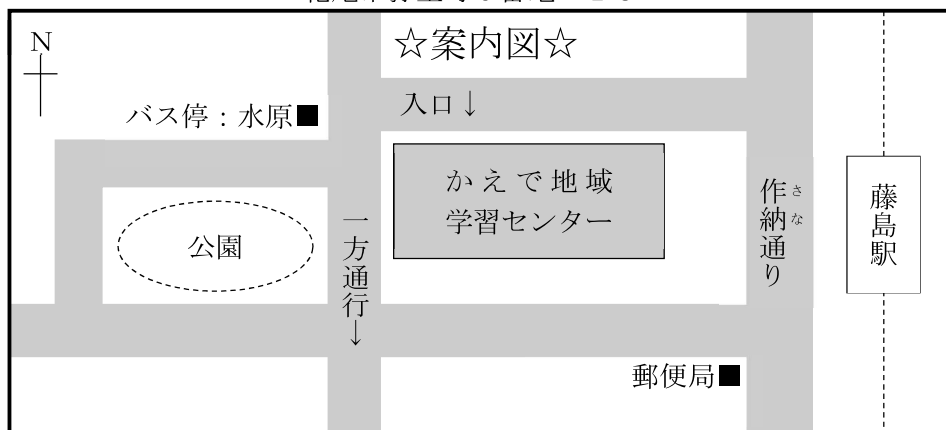 ☆案内図☆
N
入口↓
バス停：水原■
かえで地域
学習センター
作納通り
さな
藤島駅
公園
一方通行↓
郵便局■